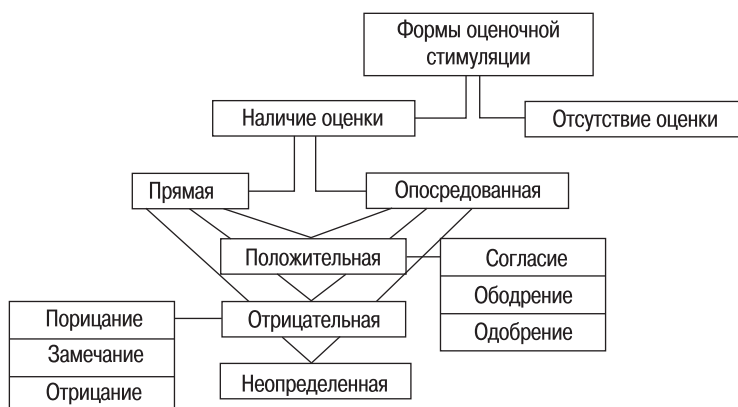 Формы оценочной
стимуляции
Наличие оценки
Отсутствие оценки
Прямая
Опосредованная
Положительная
Согласие
Ободрение
Одобрение
Отрицательная
Порицание
Замечание
Отрицание
Неопределенная